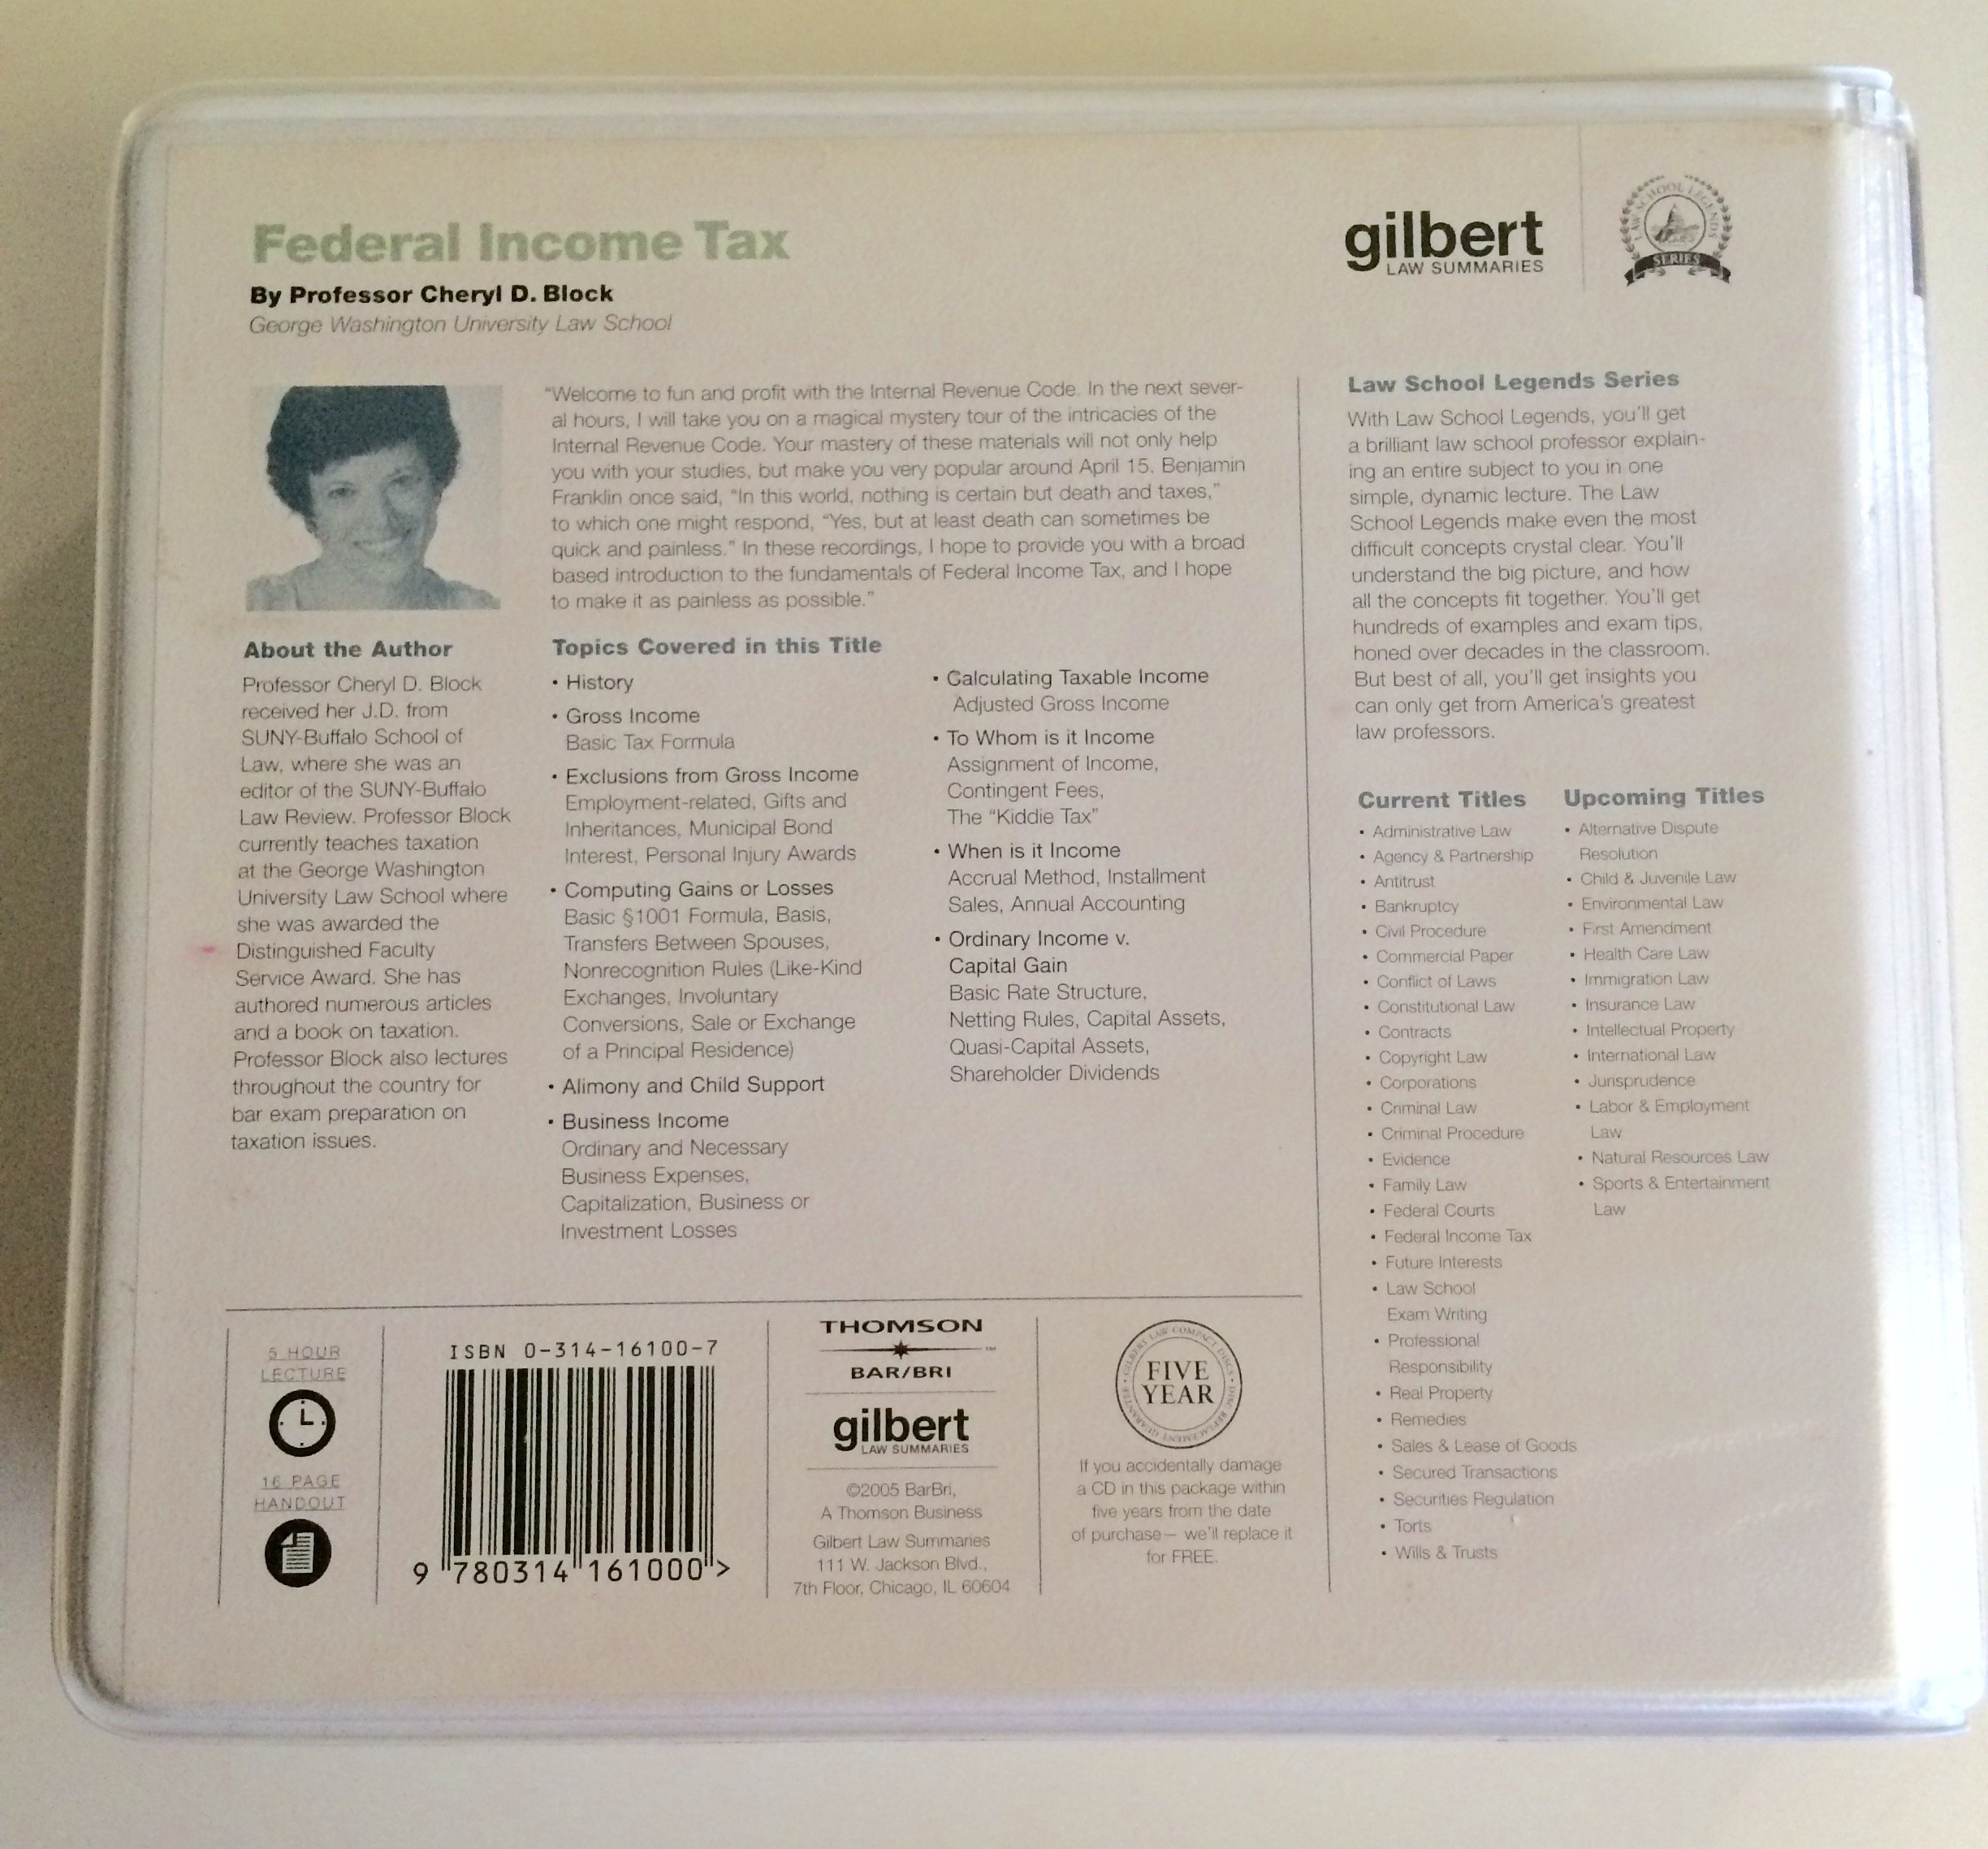 Federal Income Tax
By Professor Cheryl D. Block
George Washington University Law School
gilbert
LAW SUMMARIES
LAW SCHOOL LEGENDS
SERIES
"Welcome to fun and profit with the Internal Revenue Code. In the next sever-
al hours, I will take you on a magical mystery tour of the intricacies of the
Internal Revenue Code. Your mastery of these materials will not only help
you with your studies, but make you very popular around April 15. Benjamin
Franklin once said, "In this world, nothing is certain but death and taxes,"
to which one might respond, "Yes, but at least death can sometimes be
quick and painless." In these recordings, I hope to provide you with a broad
based introduction to the fundamentals of Federal Income Tax, and I hope
to make it as painless as possible."
About the Author
Professor Cheryl D. Block
received her J.D. from
SUNY-Buffalo School of
Law, where she was an
editor of the SUNY-Buffalo
Law Review. Professor Block
currently teaches taxation
at the George Washington
University Law School where
she was awarded the
Distinguished Faculty
Service Award. She has
authored numerous articles
and a book on taxation.
Professor Block also lectures
throughout the country for
bar exam preparation on
taxation issues.
Topics Covered in this Title
• History
• Gross Income
Basic Tax Formula
• Exclusions from Gross Income
Employment-related, Gifts and
Inheritances, Municipal Bond
Interest, Personal Injury Awards
• Computing Gains or Losses
Basic §1001 Formula, Basis,
Transfers Between Spouses,
Nonrecognition Rules (Like-Kind
Exchanges, Involuntary
Conversions, Sale or Exchange
of a Principal Residence)
• Alimony and Child Support
• Business Income
Ordinary and Necessary
Business Expenses,
Capitalization, Business or
Investment Losses
• Calculating Taxable Income
Adjusted Gross Income
• To Whom is it Income
Assignment of Income,
Contingent Fees,
The "Kiddie Tax"
• When is it Income
Accrual Method, Installment
Sales, Annual Accounting
• Ordinary Income v.
Capital Gain
Basic Rate Structure,
Netting Rules, Capital Assets,
Quasi-Capital Assets,
Shareholder Dividends
Law School Legends Series
With Law School Legends, you'll get
a brilliant law school professor explain-
ing an entire subject to you in one
simple, dynamic lecture. The Law
School Legends make even the most
difficult concepts crystal clear. You'll
understand the big picture, and how
all the concepts fit together. You'll get
hundreds of examples and exam tips,
honed over decades in the classroom.
But best of all, you'll get insights you
can only get from America's greatest
law professors.
Current Titles
• Administrative Law
• Agency & Partnership
• Antitrust
• Bankruptcy
• Civil Procedure
• Commercial Paper
• Conflict of Laws
• Constitutional Law
• Contracts
• Copyright Law
• Corporations
• Criminal Law
• Criminal Procedure
• Evidence
• Family Law
• Federal Courts
• Federal Income Tax
• Future Interests
• Law School
Exam Writing
• Professional
Responsibility
• Real Property
• Remedies
• Sales & Lease of Goods
• Secured Transactions
• Securities Regulation
• Torts
• Wills & Trusts
Upcoming Titles
• Alternative Dispute
Resolution
• Child & Juvenile Law
• Environmental Law
• First Amendment
• Health Care Law
• Immigration Law
• Insurance Law
• Intellectual Property
• International Law
• Jurisprudence
• Labor & Employment
Law
• Natural Resources Law
• Sports & Entertainment
Law
5 HOUR
LECTURE
16 PAGE
HANDOUT
ISBN 0-314-16100-7
9 780314 161000 >
THOMSON
™
BAR/BRI
gilbert
LAW SUMMARIES
©2005 BarBri,
A Thomson Business
Gilbert Law Summaries
111 W. Jackson Blvd.,
7th Floor, Chicago, IL 60604
GILBERTS LAW COMPACT DISCS • DISC REPLACEMENT GUARANTEE •
FIVE
YEAR
If you accidentally damage
a CD in this package within
five years from the date
of purchase— we'll replace it
for FREE.